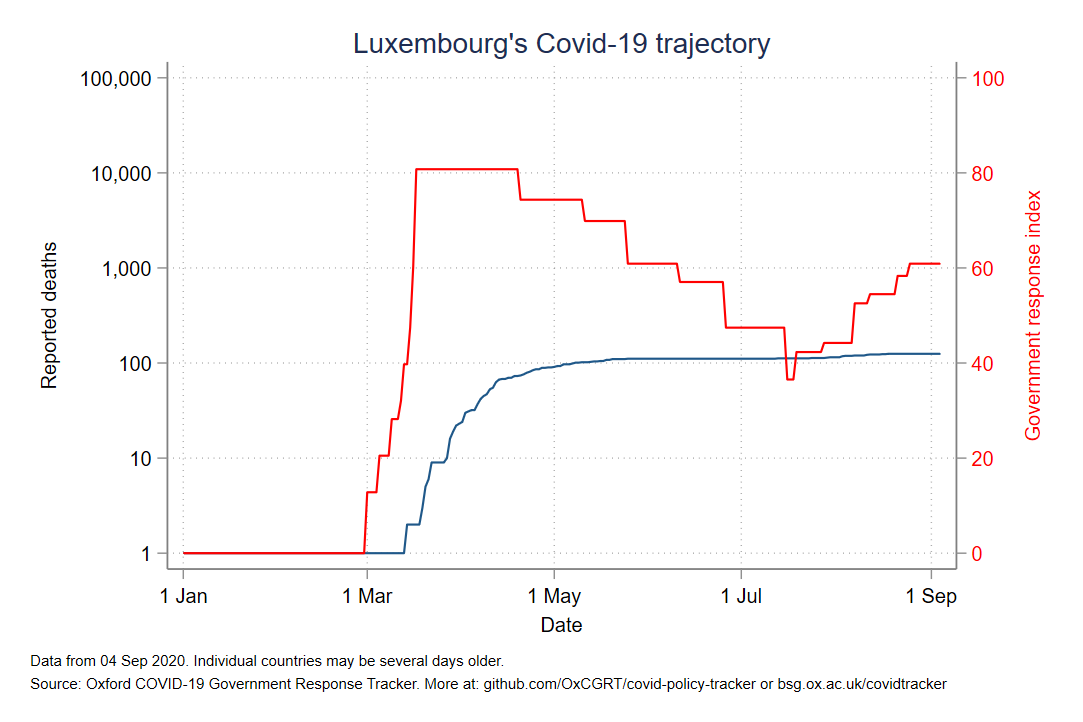 Luxembourg's Covid-19 trajectory
100,000
10,000
1,000
100
10
1
Reported deaths
100
80
60
40
20
0
Government response index
1 Jan
1 Mar
1 May
1 Jul
1 Sep
Date
Data from 04 Sep 2020. Individual countries may be several days older.
Source: Oxford COVID-19 Government Response Tracker. More at: github.com/OxCGRT/covid-policy-tracker or bsg.ox.ac.uk/covidtracker